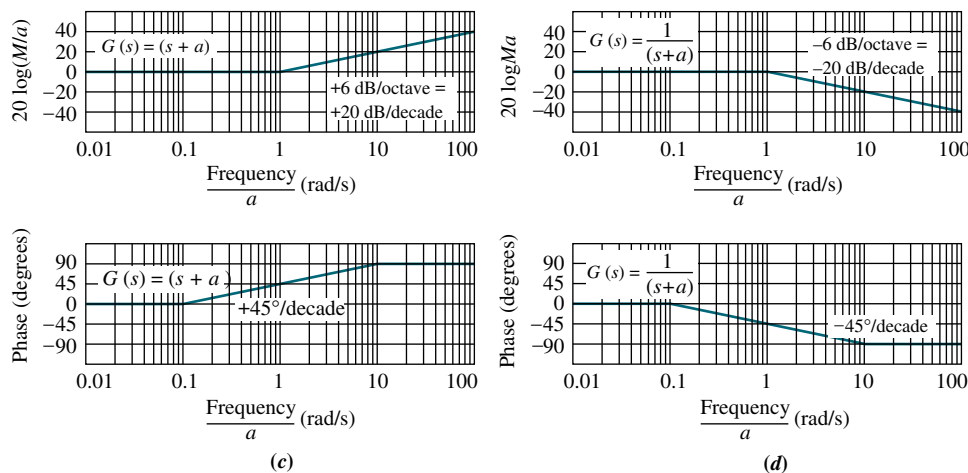 20 log(M/a)
40
20
0
−20
−40
G (s) = (s + a)
+6 dB/octave =
+20 dB/decade
0.01 0.1 1 10 100
Frequency
a
(rad/s)
Phase (degrees)
90
45
0
−45
−90
G (s) = (s + a )
+45°/decade
0.01 0.1 1 10 100
Frequency
a
(rad/s)
(c)
20 logMa
40
20
0
−20
−40
G (s) = 1
(s+a)
−6 dB/octave =
−20 dB/decade
0.01 0.1 1 10 100
Frequency
a
(rad/s)
Phase (degrees)
90
45
0
−45
−90
G (s) = 1
(s+a)
−45°/decade
0.01 0.1 1 10 100
Frequency
a
(rad/s)
(d)